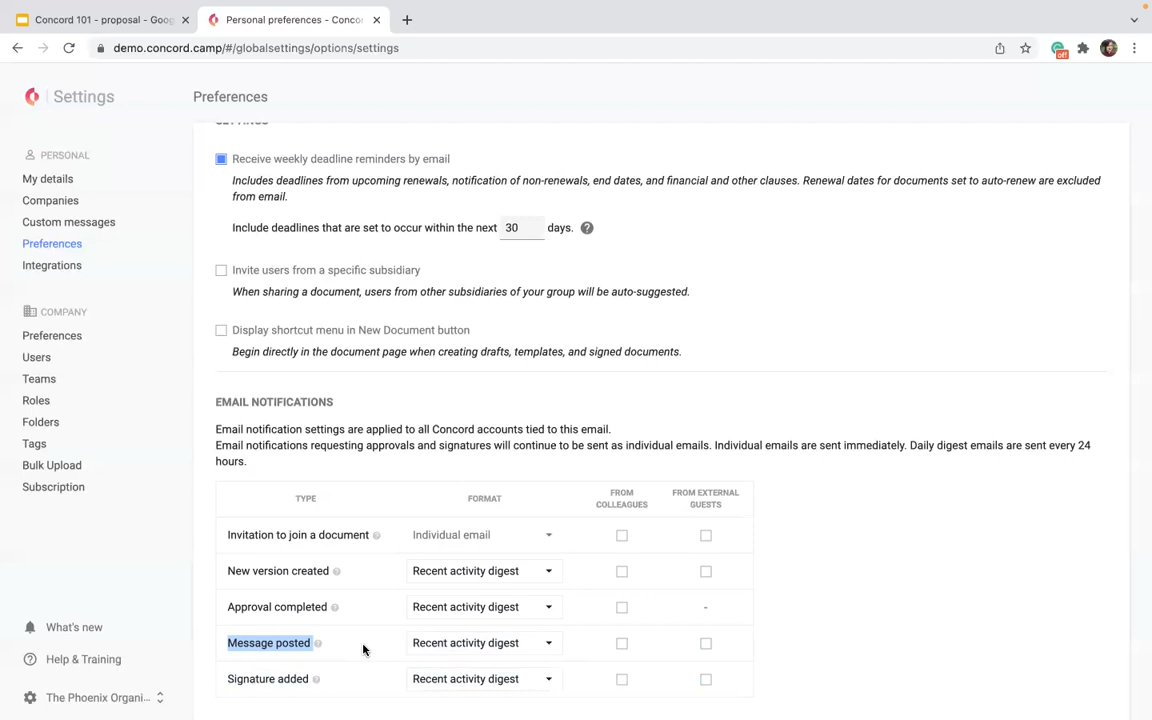 Concord 101 - proposal - Goog
Personal preferences - Conco
demo.concord.camp/#/globalsettings/options/settings
off
Settings
Preferences
PERSONAL
My details
Companies
Custom messages
Preferences
Integrations
COMPANY
Preferences
Users
Teams
Roles
Folders
Tags
Bulk Upload
Subscription
What's new
Help & Training
The Phoenix Organi...
SETTINGS
Receive weekly deadline reminders by email
Includes deadlines from upcoming renewals, notification of non-renewals, end dates, and financial and other clauses. Renewal dates for documents set to auto-renew are excluded
from email.
Include deadlines that are set to occur within the next 30 days. ?
Invite users from a specific subsidiary
When sharing a document, users from other subsidiaries of your group will be auto-suggested.
Display shortcut menu in New Document button
Begin directly in the document page when creating drafts, templates, and signed documents.
EMAIL NOTIFICATIONS
Email notification settings are applied to all Concord accounts tied to this email.
Email notifications requesting approvals and signatures will continue to be sent as individual emails. Individual emails are sent immediately. Daily digest emails are sent every 24
hours.
TYPE FORMAT FROM COLLEAGUES FROM EXTERNAL GUESTS
Invitation to join a document ? Individual email
New version created ? Recent activity digest
Approval completed ? Recent activity digest -
Message posted ? Recent activity digest
Signature added ? Recent activity digest